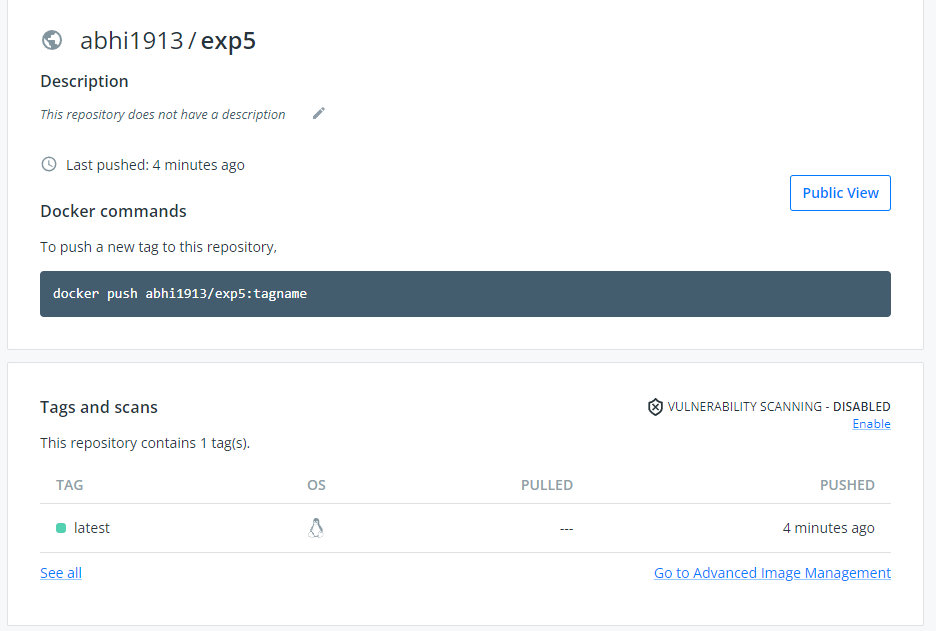 abhi1913 / exp5
Description
This repository does not have a description
Last pushed: 4 minutes ago
Public View
Docker commands
To push a new tag to this repository,
docker push abhi1913/exp5:tagname
Tags and scans
VULNERABILITY SCANNING - DISABLED
Enable
This repository contains 1 tag(s).
TAG OS PULLED PUSHED
latest --- 4 minutes ago
See all Go to Advanced Image Management